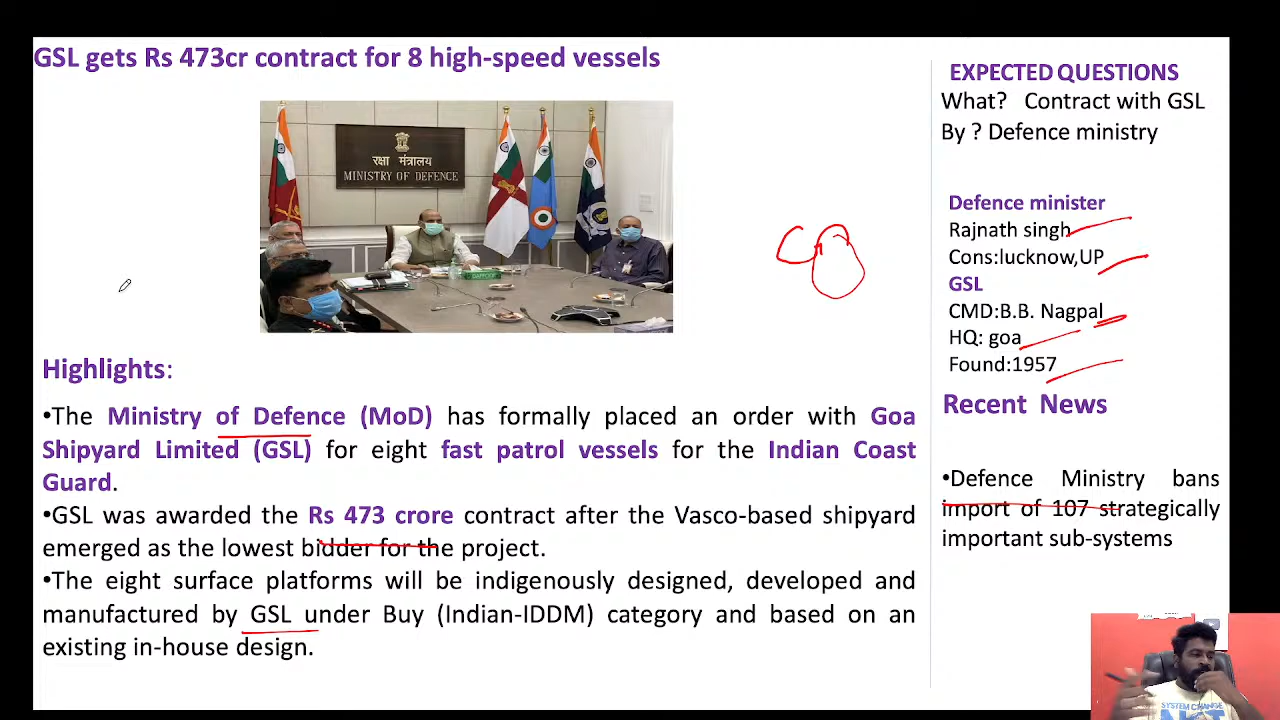 GSL gets Rs 473cr contract for 8 high-speed vessels
रक्षा मंत्रालय
MINISTRY OF DEFENCE
Highlights:
•The Ministry of Defence (MoD) has formally placed an order with Goa
Shipyard Limited (GSL) for eight fast patrol vessels for the Indian Coast
Guard.
•GSL was awarded the Rs 473 crore contract after the Vasco-based shipyard
emerged as the lowest bidder for the project.
•The eight surface platforms will be indigenously designed, developed and
manufactured by GSL under Buy (Indian-IDDM) category and based on an
existing in-house design.
EXPECTED QUESTIONS
What? Contract with GSL
By ? Defence ministry
Defence minister
Rajnath singh
Cons:lucknow,UP
GSL
CMD:B.B. Nagpal
HQ: goa
Found:1957
Recent News
•Defence Ministry bans
import of 107 strategically
important sub-systems
SYSTEM CHANGE